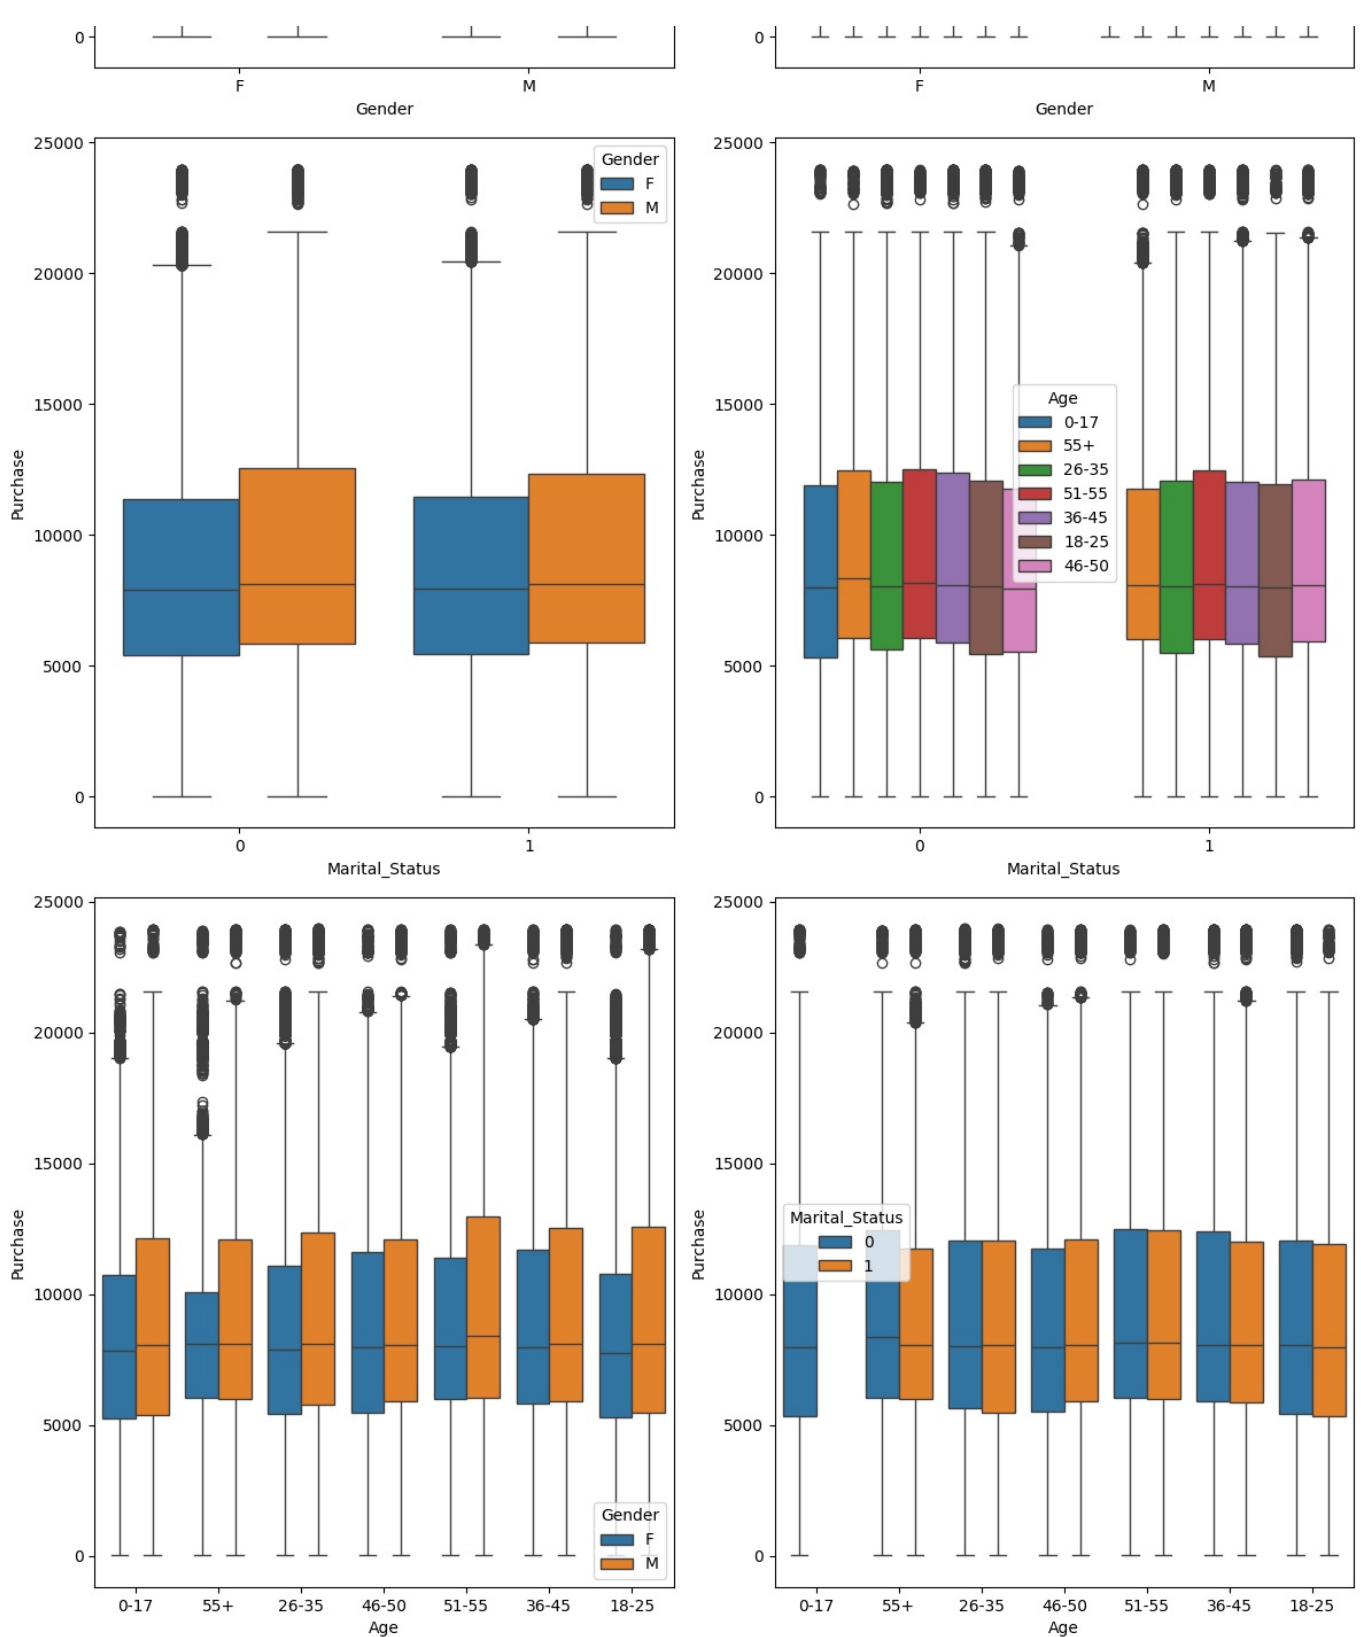 0
F M
Gender
0
F M
Gender
25000
20000
15000
10000
5000
0
Purchase
Gender
F
M
0 1
Marital_Status
25000
20000
15000
10000
5000
0
Purchase
Age
0-17
55+
26-35
51-55
36-45
18-25
46-50
0 1
Marital_Status
25000
20000
15000
10000
5000
0
Purchase
Gender
F
M
0-17 55+ 26-35 46-50 51-55 36-45 18-25
Age
25000
20000
15000
10000
5000
0
Purchase
Marital_Status
0
1
0-17 55+ 26-35 46-50 51-55 36-45 18-25
Age